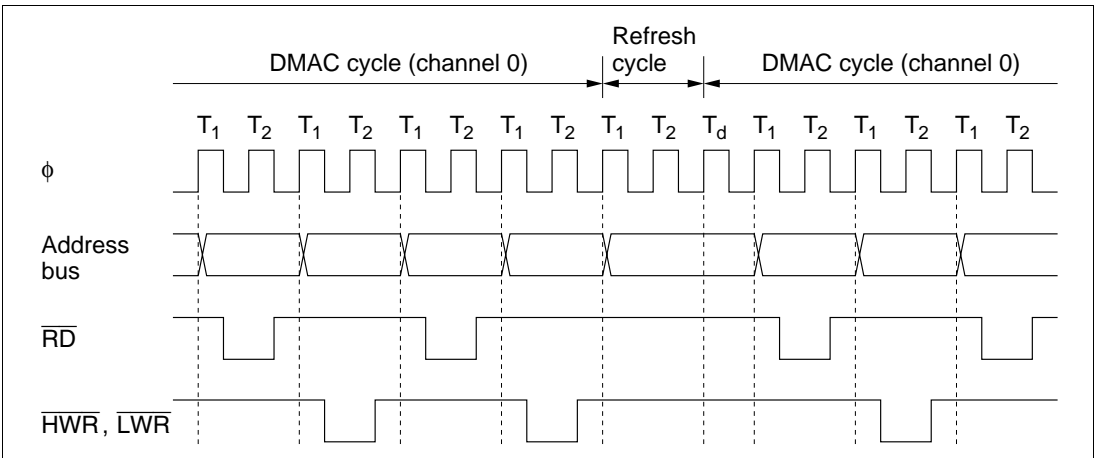 Refresh
DMAC cycle (channel 0) cycle DMAC cycle (channel 0)
T1 T2 T1 T2 T1 T2 T1 T2 T1 T2 Td T1 T2 T1 T2 T1 T2
φ
Address
bus
RD
HWR, LWR